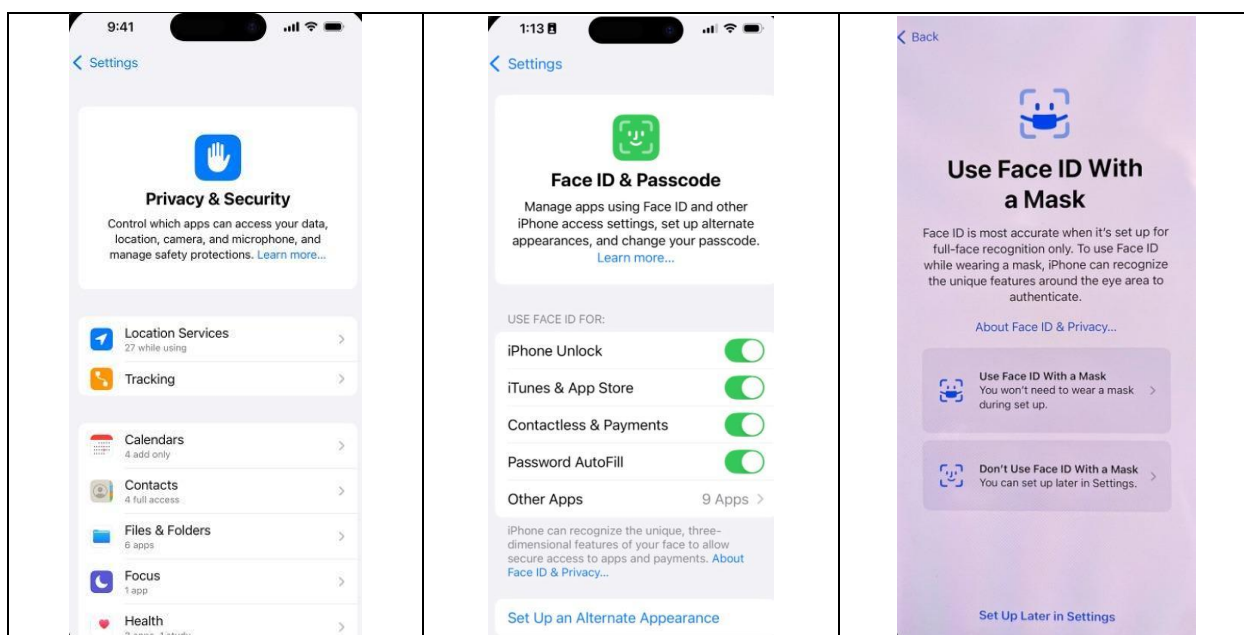 9:41
Settings
Privacy & Security
Control which apps can access your data,
location, camera, and microphone, and
manage safety protections. Learn more...
Location Services
27 while using
Tracking
Calendars
4 add only
Contacts
4 full access
Files & Folders
6 apps
Focus
1 app
Health
1:13
Settings
Face ID & Passcode
Manage apps using Face ID and other
iPhone access settings, set up alternate
appearances, and change your passcode.
Learn more...
USE FACE ID FOR:
iPhone Unlock
iTunes & App Store
Contactless & Payments
Password AutoFill
Other Apps 9 Apps
iPhone can recognize the unique, three-
dimensional features of your face to allow
secure access to apps and payments. About
Face ID & Privacy...
Set Up an Alternate Appearance
Back
Use Face ID With
a Mask
Face ID is most accurate when it's set up for
full-face recognition only. To use Face ID
while wearing a mask, iPhone can recognize
the unique features around the eye area to
authenticate.
About Face ID & Privacy...
Use Face ID With a Mask
You won't need to wear a mask
during set up.
Don't Use Face ID With a Mask
You can set up later in Settings.
Set Up Later in Settings